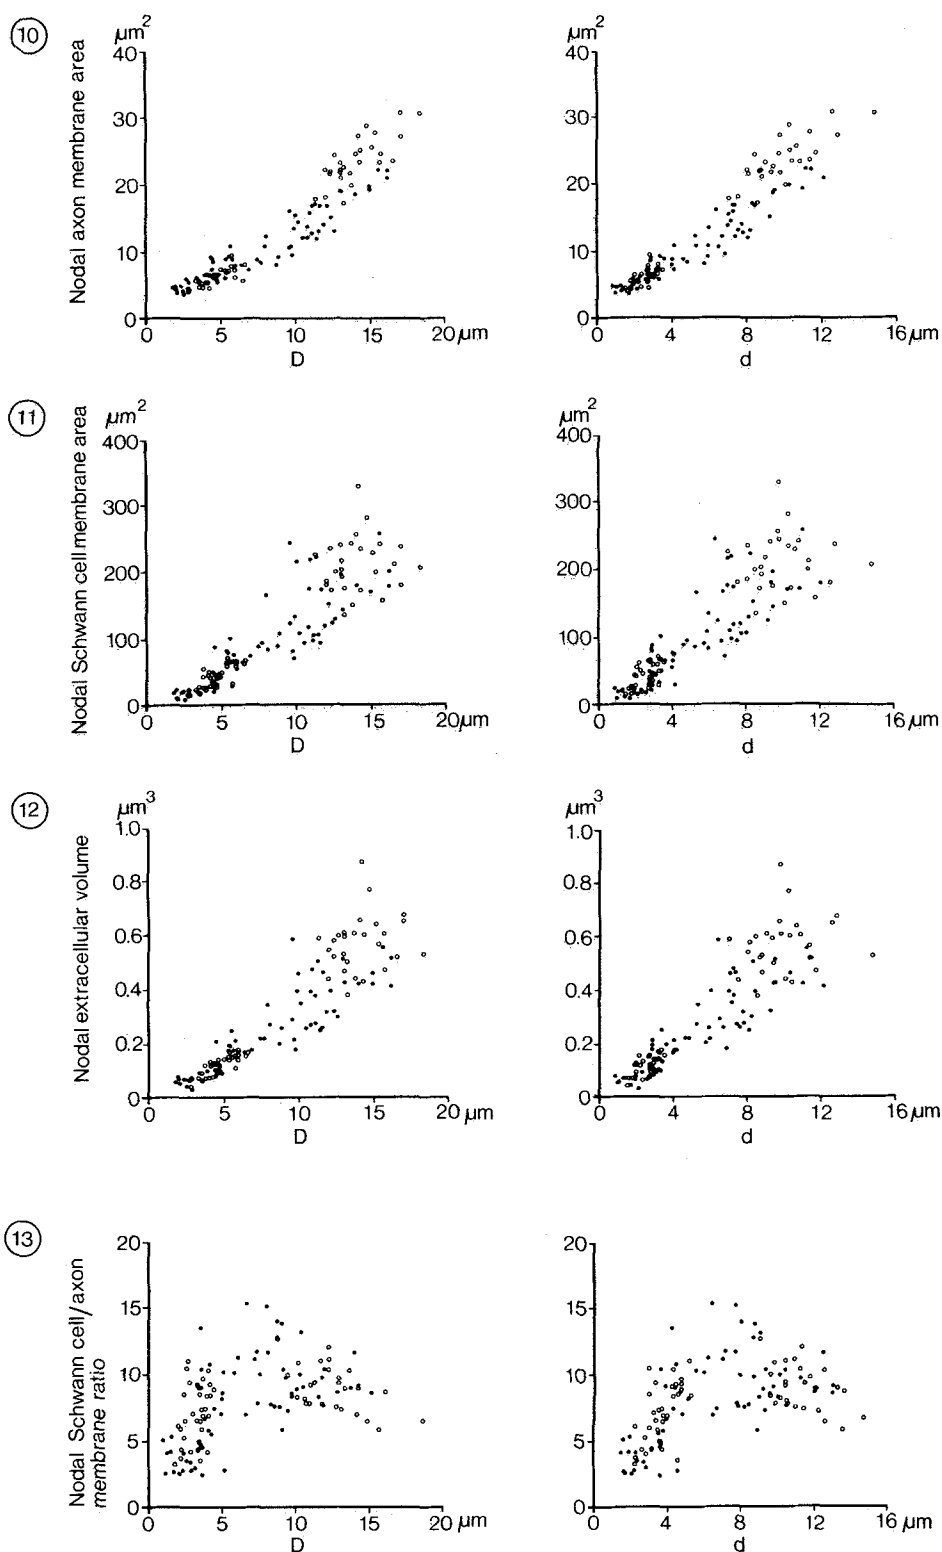 10
µm2
Nodal axon membrane area
40
30
20
10
0
0 5 10 15 20 µm
D
µm2
40
30
20
10
0
0 4 8 12 16 µm
d
11
µm2
Nodal Schwann cell membrane area
400
300
200
100
0
0 5 10 15 20 µm
D
µm2
400
300
200
100
0
0 4 8 12 16 µm
d
12
µm3
Nodal extracellular volume
1.0
0.8
0.6
0.4
0.2
0
0 5 10 15 20 µm
D
µm3
1.0
0.8
0.6
0.4
0.2
0
0 4 8 12 16 µm
d
13
Nodal Schwann cell/axon
membrane ratio
20
15
10
5
0
0 5 10 15 20 µm
D
20
15
10
5
0
0 4 8 12 16 µm
d